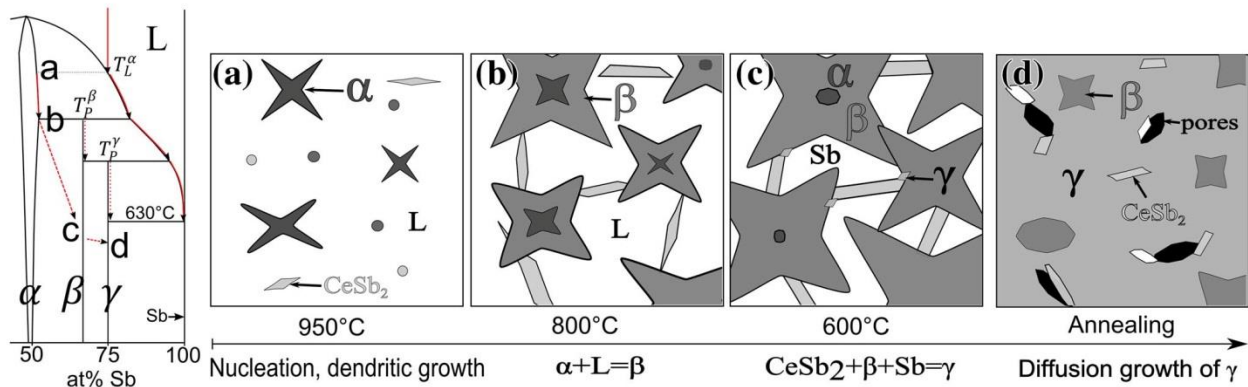 L
a
T_L^α
T_P^β
b
T_P^γ
630°C
c
d
α β γ
Sb
50 75 100
at% Sb
(a)
α
L
CeSb₂
950°C
Nucleation, dendritic growth
(b)
β
L
800°C
α+L=β
(c)
α
β
Sb
γ
600°C
CeSb2+β+Sb=γ
(d)
β
pores
γ
CeSb₂
Annealing
Diffusion growth of γ